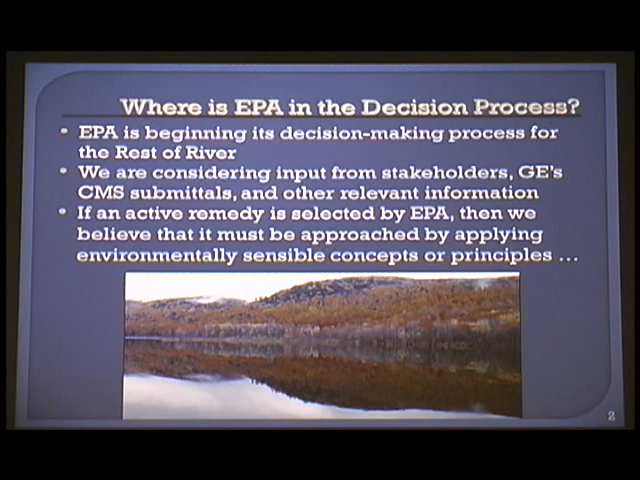 Where is EPA in the Decision Process?
• EPA is beginning its decision-making process for
the Rest of River
• We are considering input from stakeholders, GE's
CMS submittals, and other relevant information
• If an active remedy is selected by EPA, then we
believe that it must be approached by applying
environmentally sensible concepts or principles ...
2